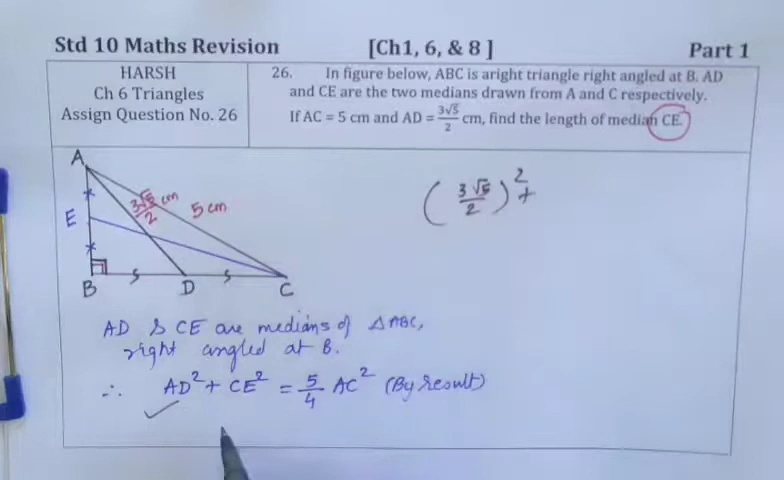 Std 10 Maths Revision [Ch1, 6, & 8 ] Part 1
HARSH
Ch 6 Triangles
Assign Question No. 26
26. In figure below, ABC is aright triangle right angled at B. AD
and CE are the two medians drawn from A and C respectively.
If AC = 5 cm and AD = 3√5/2 cm, find the length of median CE.
A
3√5/2 cm
5 cm
E
B
D
C
(3√5/2)² +
AD & CE are medians of △ABC,
right angled at B.
∴ AD² + CE² = 5/4 AC² (By result)